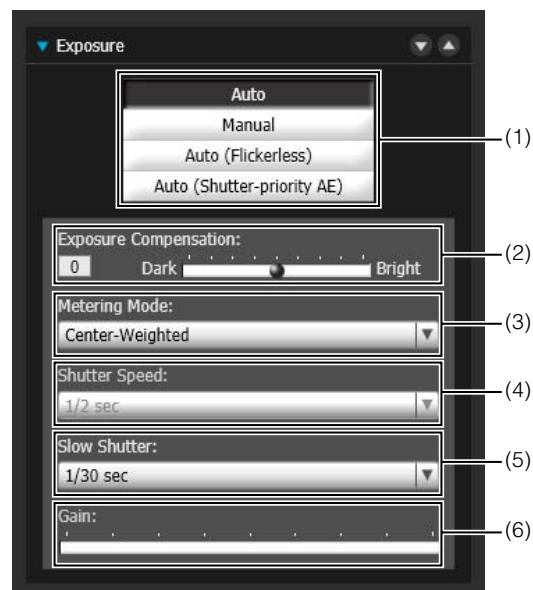 Exposure
Auto
Manual
Auto (Flickerless)
Auto (Shutter-priority AE)
(1)
Exposure Compensation:
0 Dark Bright
(2)
Metering Mode:
Center-Weighted
(3)
Shutter Speed:
1/2 sec
(4)
Slow Shutter:
1/30 sec
(5)
Gain:
(6)